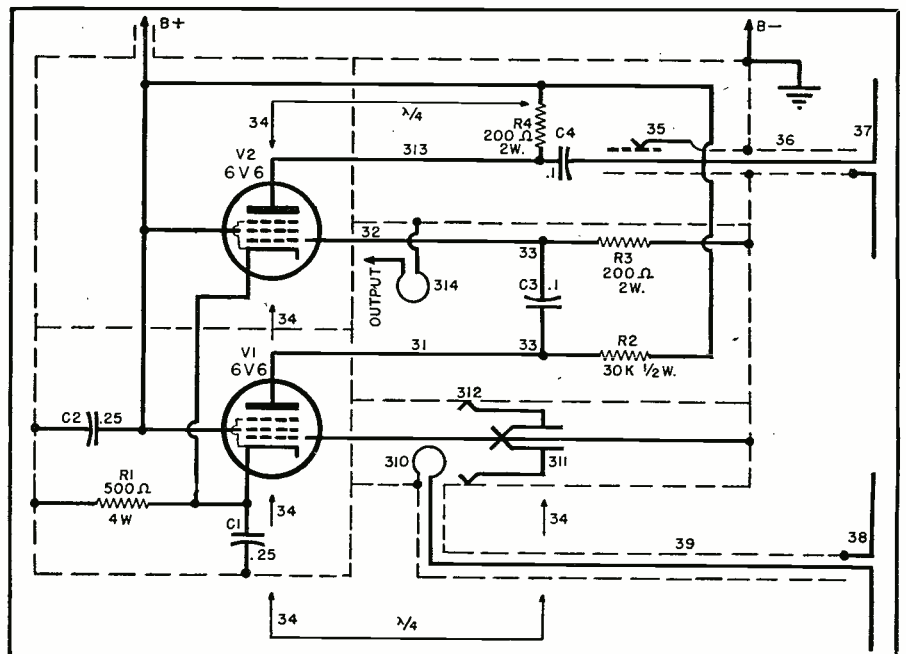 B+
B-
λ/4
34
R4
200 Ω
2W.
C4
.1
35
36
37
V2
6V6
313
32
33
R3
200 Ω
2W.
OUTPUT
314
C3 .1
34
V1
6V6
31
33
R2
30K ½W.
312
C2 .25
310
311
R1
500Ω
4W
34
34
C1
.25
38
39
34
λ/4